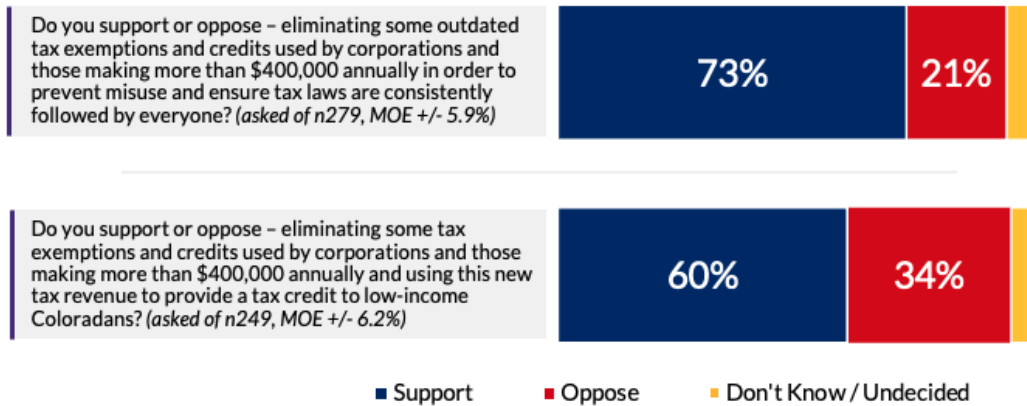 Do you support or oppose – eliminating some outdated
tax exemptions and credits used by corporations and
those making more than $400,000 annually in order to
prevent misuse and ensure tax laws are consistently
followed by everyone? (asked of n279, MOE +/- 5.9%)
73%
21%
Do you support or oppose – eliminating some tax
exemptions and credits used by corporations and those
making more than $400,000 annually and using this new
tax revenue to provide a tax credit to low-income
Coloradans? (asked of n249, MOE +/- 6.2%)
60%
34%
Support
Oppose
Don't Know / Undecided